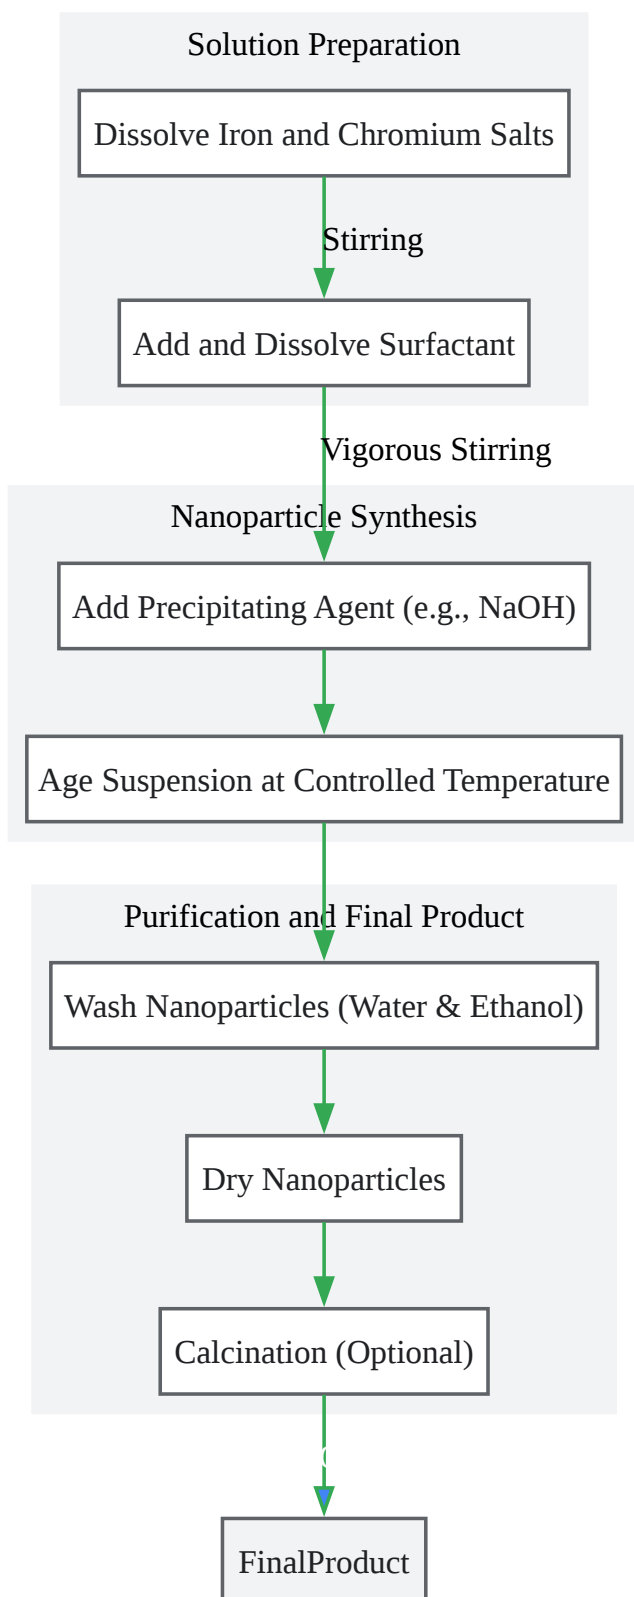 Solution Preparation
Dissolve Iron and Chromium Salts
Stirring
Add and Dissolve Surfactant
Vigorous Stirring
Nanoparticle Synthesis
Add Precipitating Agent (e.g., NaOH)
Age Suspension at Controlled Temperature
Purification and Final Product
Wash Nanoparticles (Water & Ethanol)
Dry Nanoparticles
Calcination (Optional)
FinalProduct